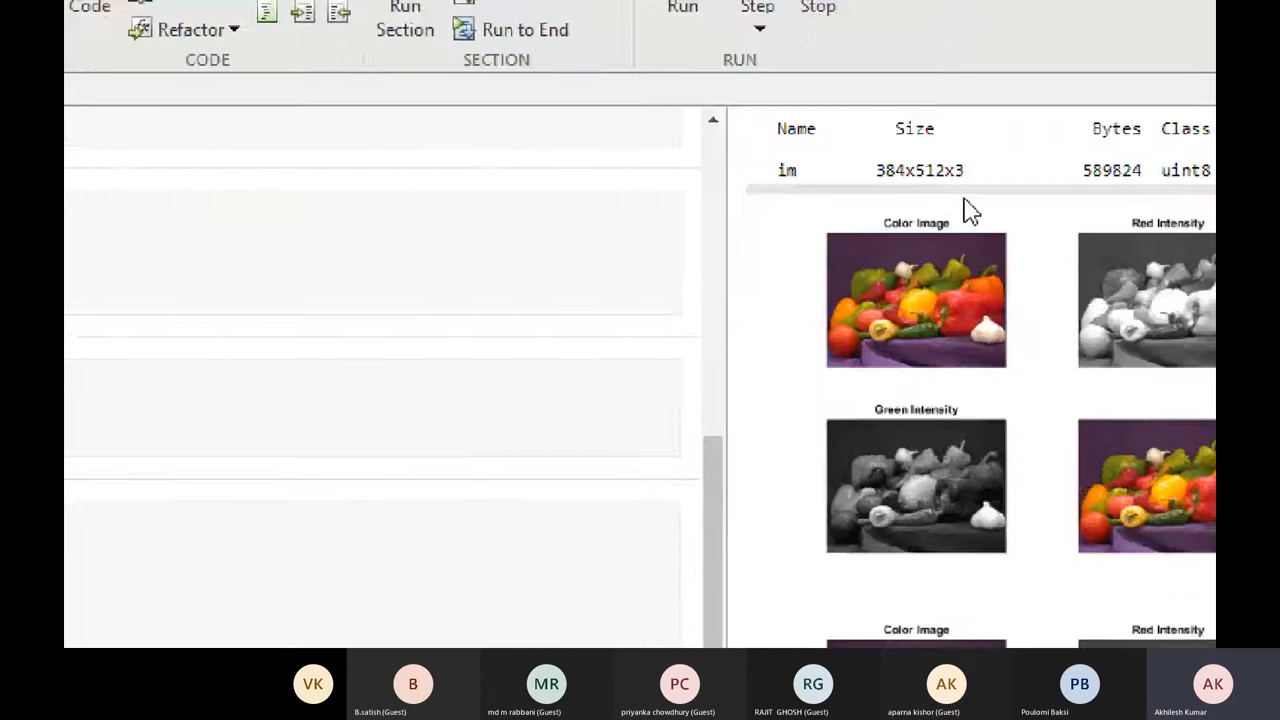 Code
Refactor
Run
Section
Run to End
Run
Step
Stop
CODE
SECTION
RUN
Name Size Bytes Class
im 384x512x3 589824 uint8
Color Image
Red Intensity
Green Intensity
Color Image
Red Intensity
VK
B
MR
PC
RG
AK
PB
AK
B.satish (Guest)
md m rabbani (Guest)
priyanka chowdhury (Guest)
RAJIT GHOSH (Guest)
aparna kishor (Guest)
Poulomi Baksi
Akhilesh Kumar